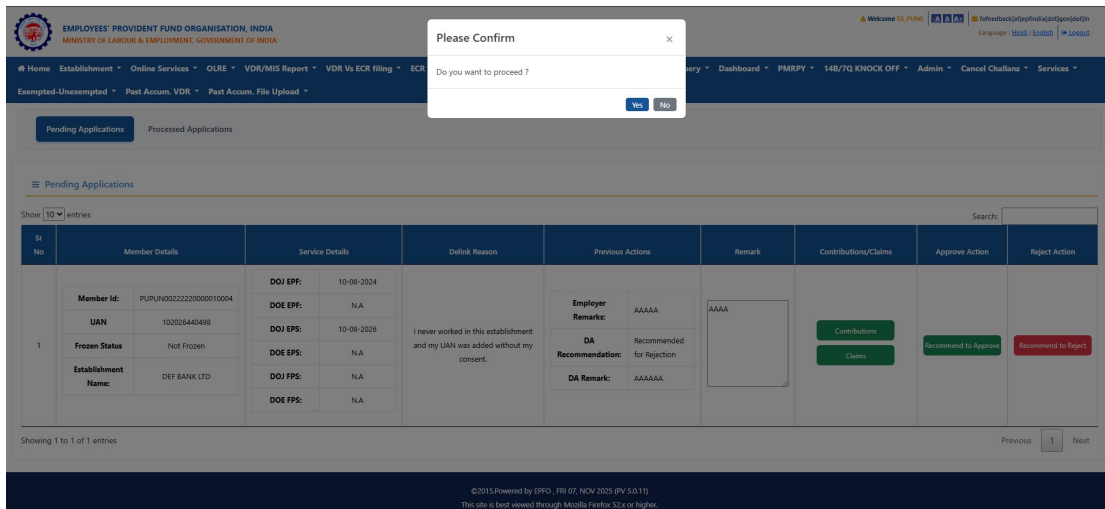 EMPLOYEES' PROVIDENT FUND ORGANISATION, INDIA
MINISTRY OF LABOUR & EMPLOYMENT, GOVERNMENT OF INDIA
Welcome SS_PUNE -A A A+ fofeedback[at]epfindia[dot]gov[dot]in
Language : Hindi | English Logout
Please Confirm ×
Do you want to proceed ?
Yes No
Home Establishment Online Services OLRE VDR/MIS Report VDR Vs ECR filing ECR Dashboard PMRPY 14B/7Q KNOCK OFF Admin Cancel Challans Services
Exempted-Unexempted Past Accum. VDR Past Accum. File Upload
Pending Applications Processed Applications
Pending Applications
Show 10 entries Search:
Sr No Member Details Service Details Delink Reason Previous Actions Remark Contributions/Claims Approve Action Reject Action
1
Member Id: PUPUN00222220000010004
UAN 102026440498
Frozen Status Not Frozen
Establishment Name: DEF BANK LTD
DOJ EPF: 10-08-2024
DOE EPF: N.A
DOJ EPS: 10-08-2026
DOE EPS: N.A
DOJ FPS: N.A
DOE FPS: N.A
I never worked in this establishment
and my UAN was added without my
consent.
Employer Remarks: AAAAA
DA Recommendation: Recommended for Rejection
DA Remark: AAAAAA
AAAA
Contributions
Claims
Recommend to Approve
Recommend to Reject
Showing 1 to 1 of 1 entries Previous 1 Next
©2015.Powered by EPFO , FRI 07, NOV 2025 (PV 5.0.11)
This site is best viewed through Mozilla Firefox 52.x or higher.